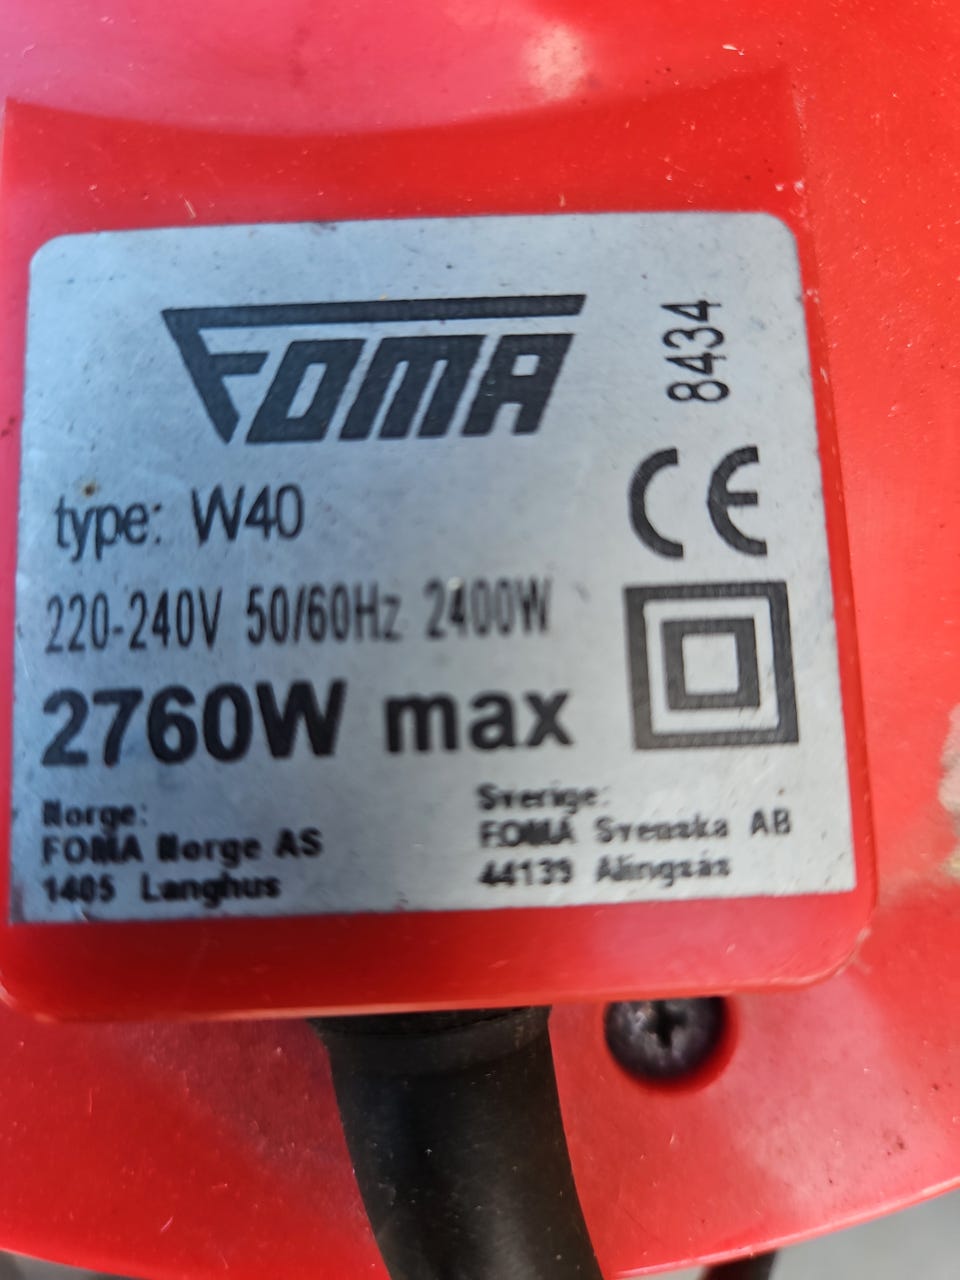 FOMA
8434
CE
type: W40
220-240V 50/60Hz 2400W
2760W max
Norge:
FOMA Norge AS
1405 Langhus
Sverige:
FOMA Svenska AB
44139 Alingsås